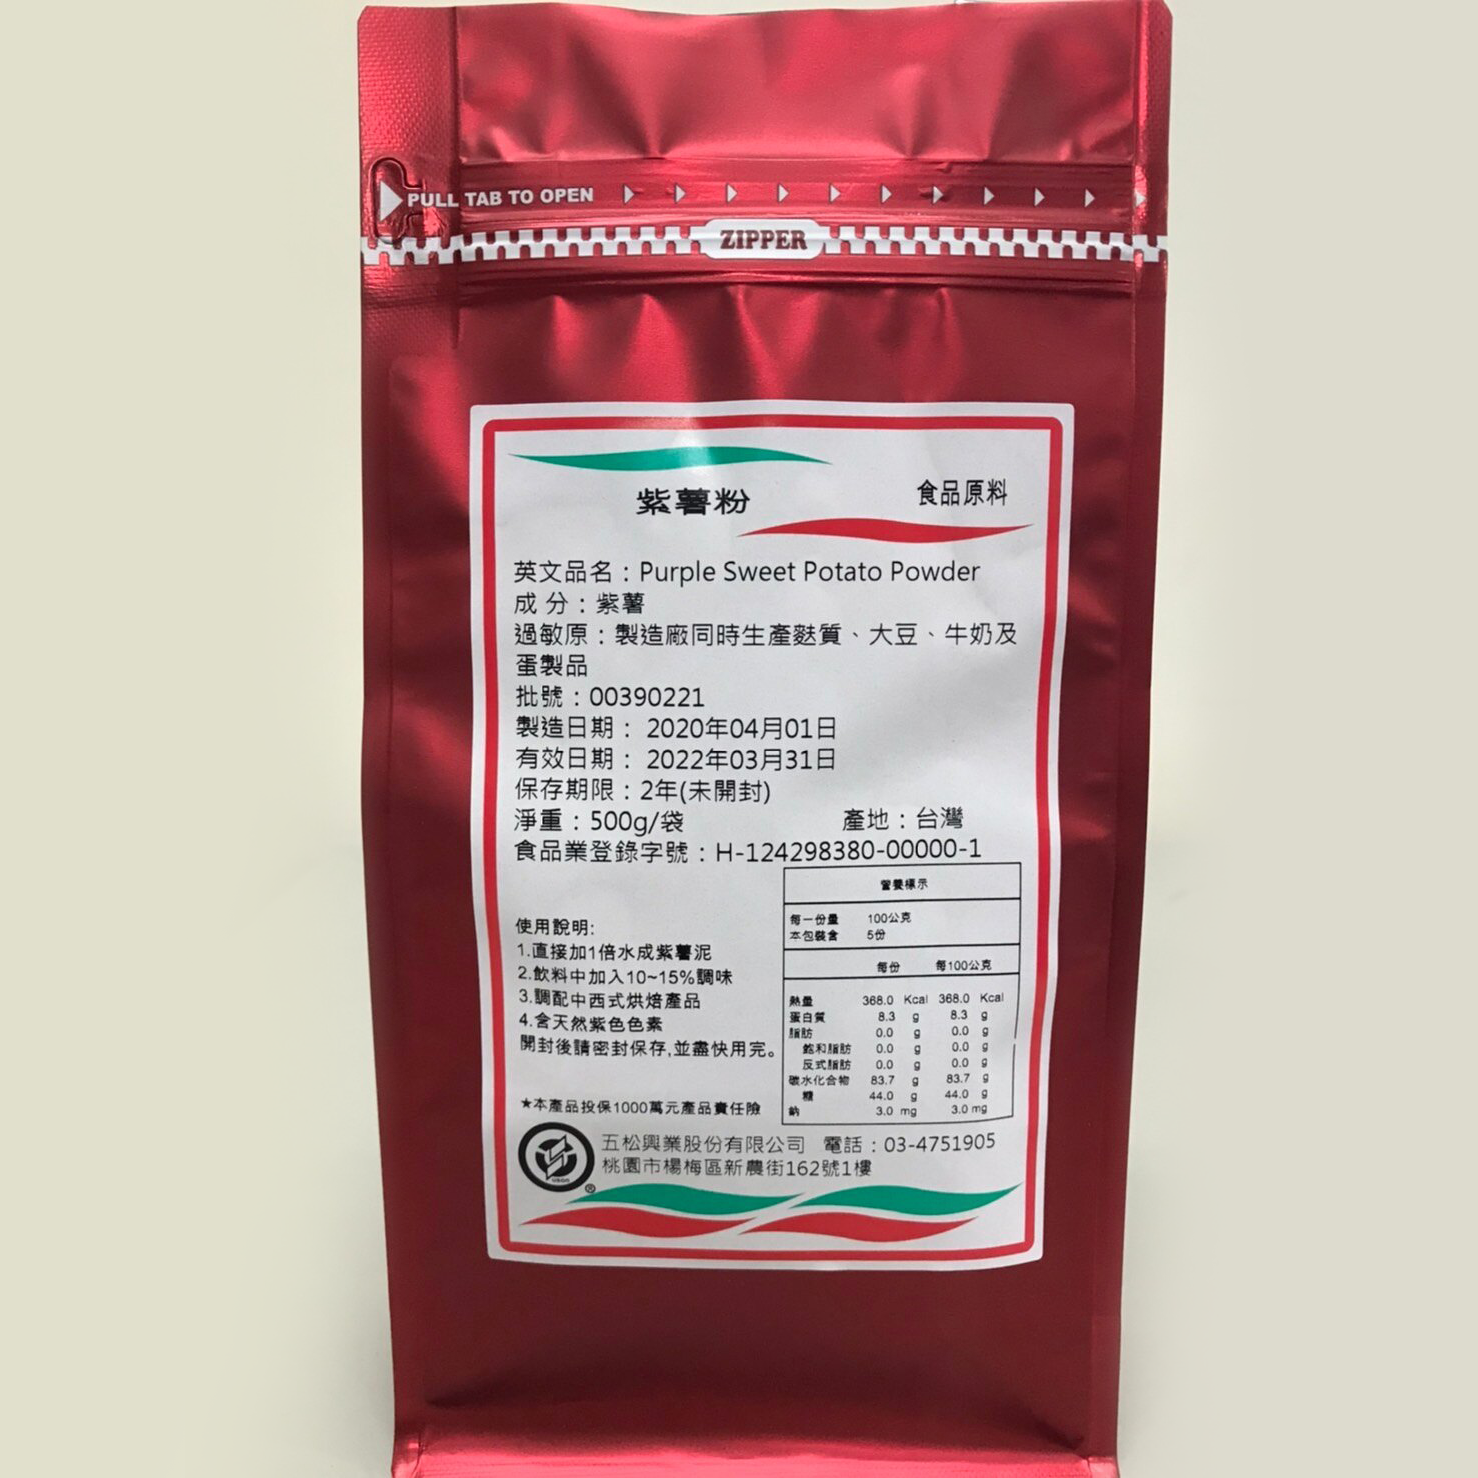 PULL TAB TO OPEN
ZIPPER
紫薯粉 食品原料
英文品名：Purple Sweet Potato Powder
成 分：紫薯
過敏原：製造廠同時生產麩質、大豆、牛奶及
蛋製品
批號：00390221
製造日期： 2020年04月01日
有效日期： 2022年03月31日
保存期限：2年(未開封)
淨重：500g/袋 產地：台灣
食品業登錄字號：H-124298380-00000-1
使用說明:
1.直接加1倍水成紫薯泥
2.飲料中加入10~15%調味
3.調配中西式烘焙產品
4.含天然紫色色素
開封後請密封保存,並盡快用完。
★本產品投保1000萬元產品責任險
營養標示
每一份量 100公克
本包裝含 5份
每份 每100公克
熱量 368.0 Kcal 368.0 Kcal
蛋白質 8.3 g 8.3 g
脂肪 0.0 g 0.0 g
飽和脂肪 0.0 g 0.0 g
反式脂肪 0.0 g 0.0 g
碳水化合物 83.7 g 83.7 g
糖 44.0 g 44.0 g
鈉 3.0 mg 3.0 mg
五松興業股份有限公司 電話：03-4751905
桃園市楊梅區新農街162號1樓
®